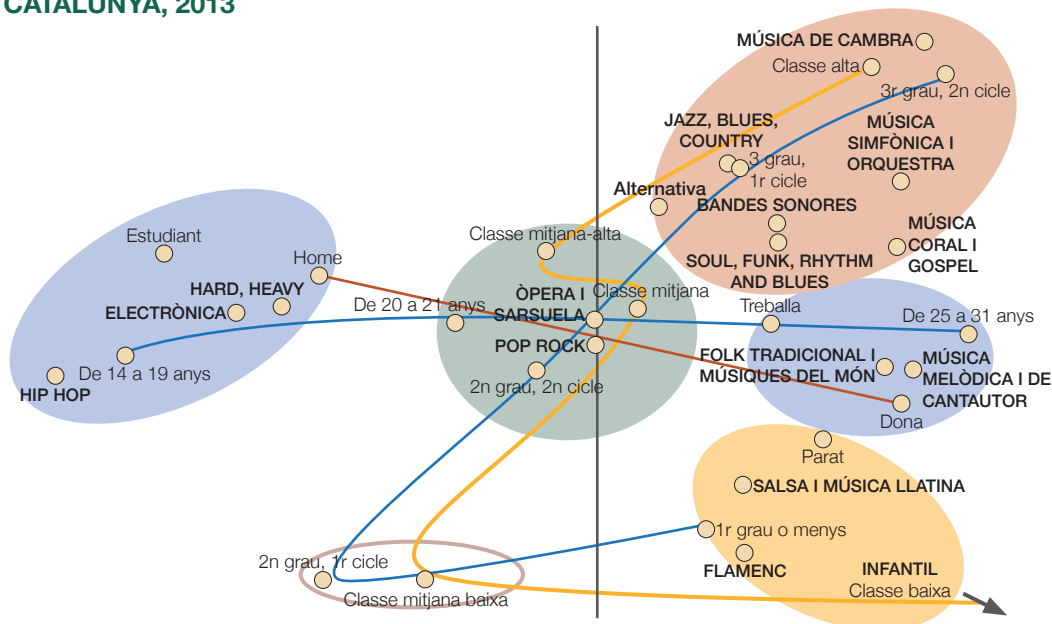 CATALUNYA, 2013
MÚSICA DE CAMBRA
Classe alta
3r grau, 2n cicle
JAZZ, BLUES,
COUNTRY
MÚSICA
SIMFÒNICA I
ORQUESTRA
3 grau,
1r cicle
Alternativa
BANDES SONORES
MÚSICA
CORAL I
GOSPEL
SOUL, FUNK, RHYTHM
AND BLUES
Estudiant
Home
Classe mitjana-alta
HARD, HEAVY
ELECTRÒNICA
De 20 a 21 anys
ÒPERA I
SARSUELA
Classe mitjana
Treballa
De 25 a 31 anys
De 14 a 19 anys
HIP HOP
POP ROCK
2n grau, 2n cicle
FOLK TRADICIONAL I
MÚSIQUES DEL MÓN
MÚSICA
MELÒDICA I DE
CANTAUTOR
Dona
Parat
SALSA I MÚSICA LLATINA
1r grau o menys
FLAMENC
INFANTIL
Classe baixa
2n grau, 1r cicle
Classe mitjana baixa